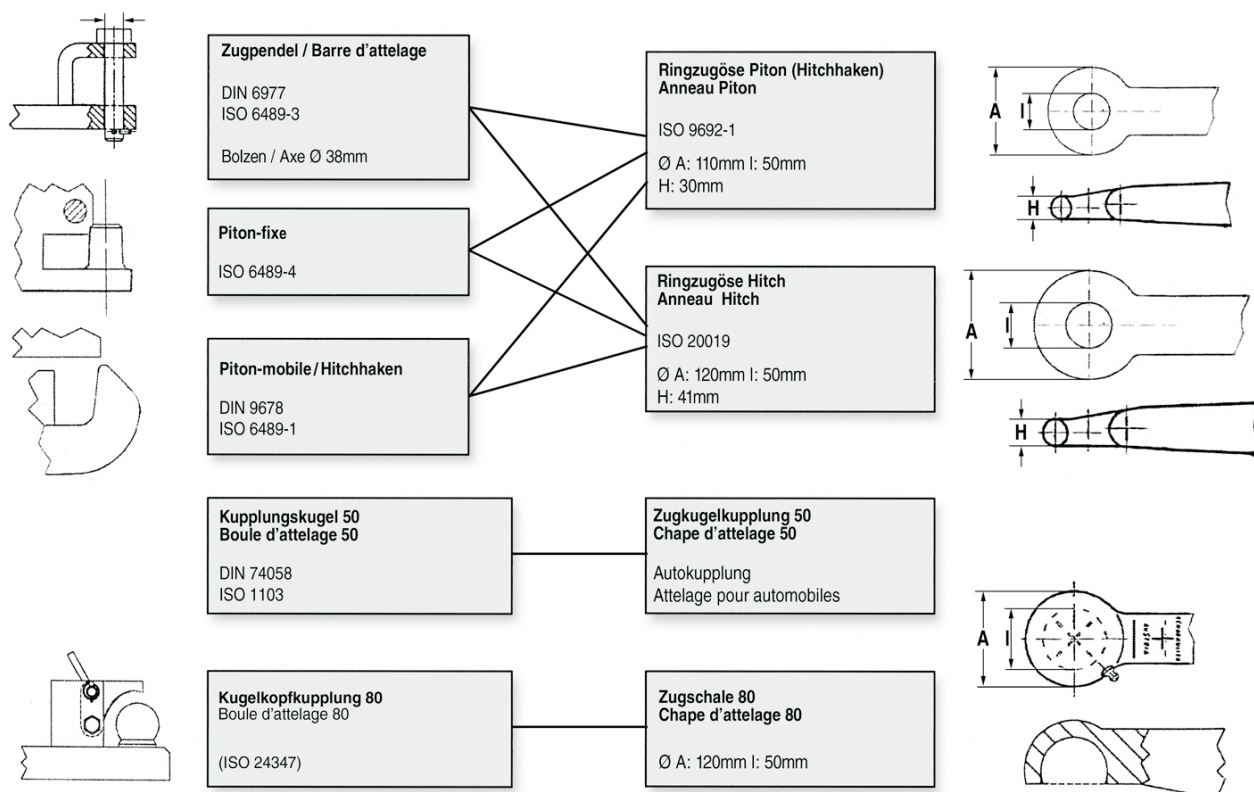 Zugpendel / Barre d'attelage
DIN 6977
ISO 6489-3
Bolzen / Axe Ø 38mm
Ringzugöse Piton (Hitchhaken)
Anneau Piton
ISO 9692-1
Ø A: 110mm I: 50mm
H: 30mm
A
I
H
Piton-fixe
ISO 6489-4
Ringzugöse Hitch
Anneau Hitch
ISO 20019
Ø A: 120mm I: 50mm
H: 41mm
A
I
H
Piton-mobile/Hitchhaken
DIN 9678
ISO 6489-1
Kupplungskugel 50
Boule d'attelage 50
DIN 74058
ISO 1103
Zugkugelkupplung 50
Chape d'attelage 50
Autokupplung
Attelage pour automobiles
A
I
Kugelkopfkupplung 80
Boule d'attelage 80
(ISO 24347)
Zugschale 80
Chape d'attelage 80
Ø A: 120mm I: 50mm